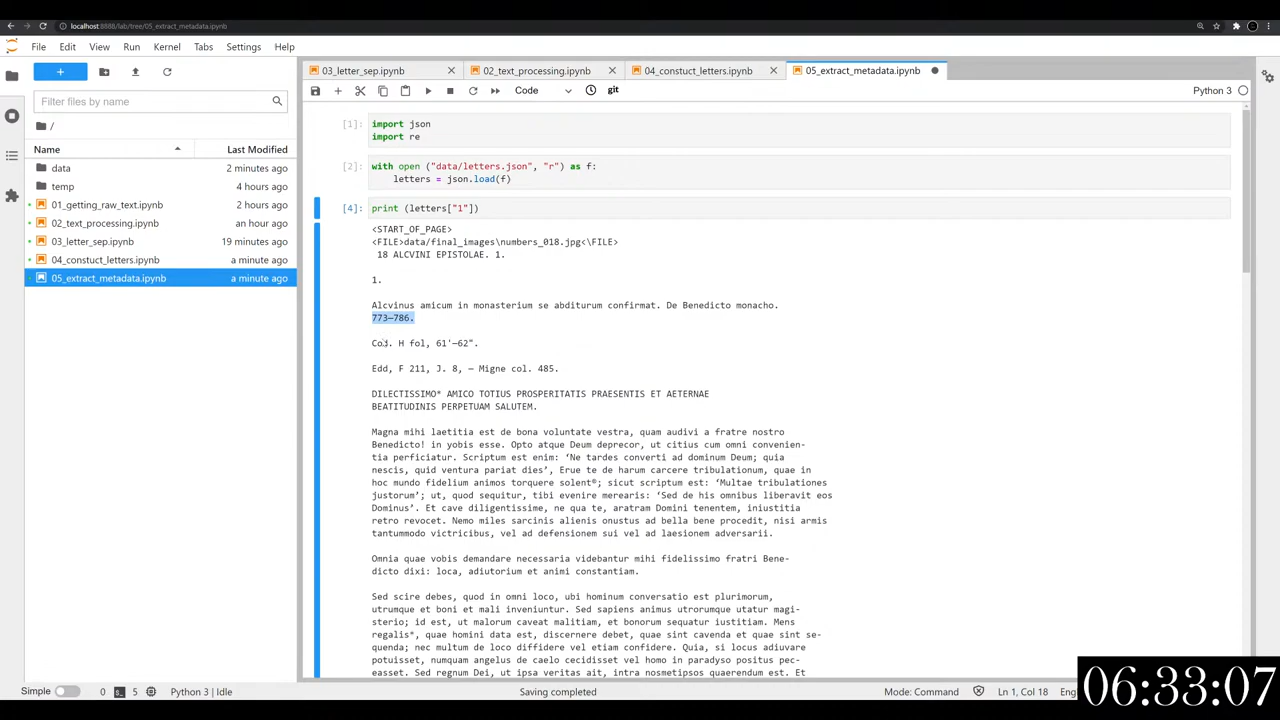 localhost:8888/lab/tree/05_extract_metadata.ipynb
File Edit View Run Kernel Tabs Settings Help
03_letter_sep.ipynb
02_text_processing.ipynb
04_constuct_letters.ipynb
05_extract_metadata.ipynb
Code
git
Python 3
Filter files by name
/
Name Last Modified
data 2 minutes ago
temp 4 hours ago
01_getting_raw_text.ipynb 2 hours ago
02_text_processing.ipynb an hour ago
03_letter_sep.ipynb 19 minutes ago
04_constuct_letters.ipynb a minute ago
05_extract_metadata.ipynb a minute ago
[1]: import json
import re
[2]: with open ("data/letters.json", "r") as f:
letters = json.load(f)
[4]: print (letters["1"])
<START_OF_PAGE>
<FILE>data/final_images\numbers_018.jpg<\FILE>
18 ALCVINI EPISTOLAE. 1.
1.
Alcvinus amicum in monasterium se abditurum confirmat. De Benedicto monacho.
773—786.
Cod. H fol, 61'—62".
Edd, F 211, J. 8, — Migne col. 485.
DILECTISSIMO* AMICO TOTIUS PROSPERITATIS PRAESENTIS ET AETERNAE
BEATITUDINIS PERPETUAM SALUTEM.
Magna mihi laetitia est de bona voluntate vestra, quam audivi a fratre nostro
Benedicto! in yobis esse. Opto atque Deum deprecor, ut citius cum omni convenien-
tia perficiatur. Scriptum est enim: ‘Ne tardes converti ad dominum Deum; quia
nescis, quid ventura pariat dies’, Erue te de harum carcere tribulationum, quae in
hoc mundo fidelium animos torquere solent®; sicut scriptum est: ‘Multae tribulationes
justorum’; ut, quod sequitur, tibi evenire merearis: ‘Sed de his omnibus liberavit eos
Dominus’. Et cave diligentissime, ne qua te, aratram Domini tenentem, iniustitia
retro revocet. Nemo miles sarcinis alienis onustus ad bella bene procedit, nisi armis
tantummodo victricibus, vel ad defensionem sui vel ad laesionem adversarii.
Omnia quae vobis demandare necessaria videbantur mihi fidelissimo fratri Bene-
dicto dixi: loca, adiutorium et animi constantiam.
Sed scire debes, quod in omni loco, ubi hominum conversatio est plurimorum,
utrumque et boni et mali inveniuntur. Sed sapiens animus utrorumque utatur magi-
sterio; id est, ut malorum caveat malitiam, et bonorum sequatur iustitiam. Mens
regalis*, quae homini data est, discernere debet, quae sint cavenda et quae sint se-
quenda; nec multum de loco diffidere vel etiam confidere. Quia, si locus adiuvare
potuisset, numquam angelus de caelo cecidisset vel homo in paradyso positus pec-
easset. Sed regnum Dei, ut ipsa veritas ait, intra nosmetipsos quaerendum est. Et
Simple 0 5 Python 3 | Idle Saving completed Mode: Command Ln 1, Col 18 Eng
06:33:07